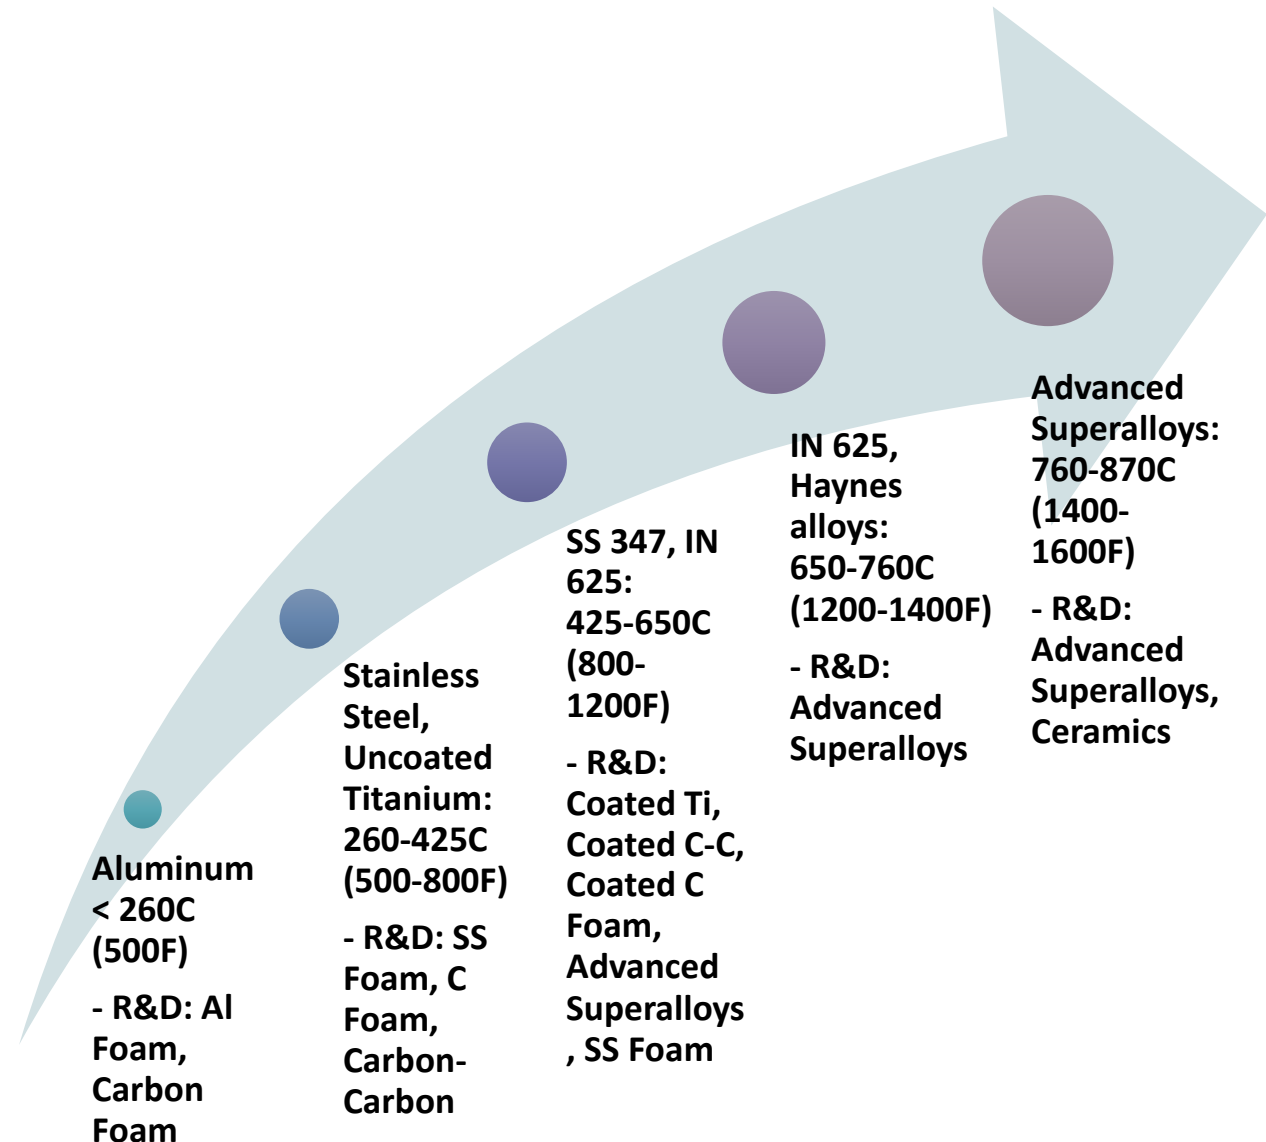 Aluminum
< 260C
(500F)
- R&D: Al
Foam,
Carbon
Foam
Stainless
Steel,
Uncoated
Titanium:
260-425C
(500-800F)
- R&D: SS
Foam, C
Foam,
Carbon-
Carbon
SS 347, IN
625:
425-650C
(800-
1200F)
- R&D:
Coated Ti,
Coated C-C,
Coated C
Foam,
Advanced
Superalloys
, SS Foam
IN 625,
Haynes
alloys:
650-760C
(1200-1400F)
- R&D:
Advanced
Superalloys
Advanced
Superalloys:
760-870C
(1400-
1600F)
- R&D:
Advanced
Superalloys,
Ceramics